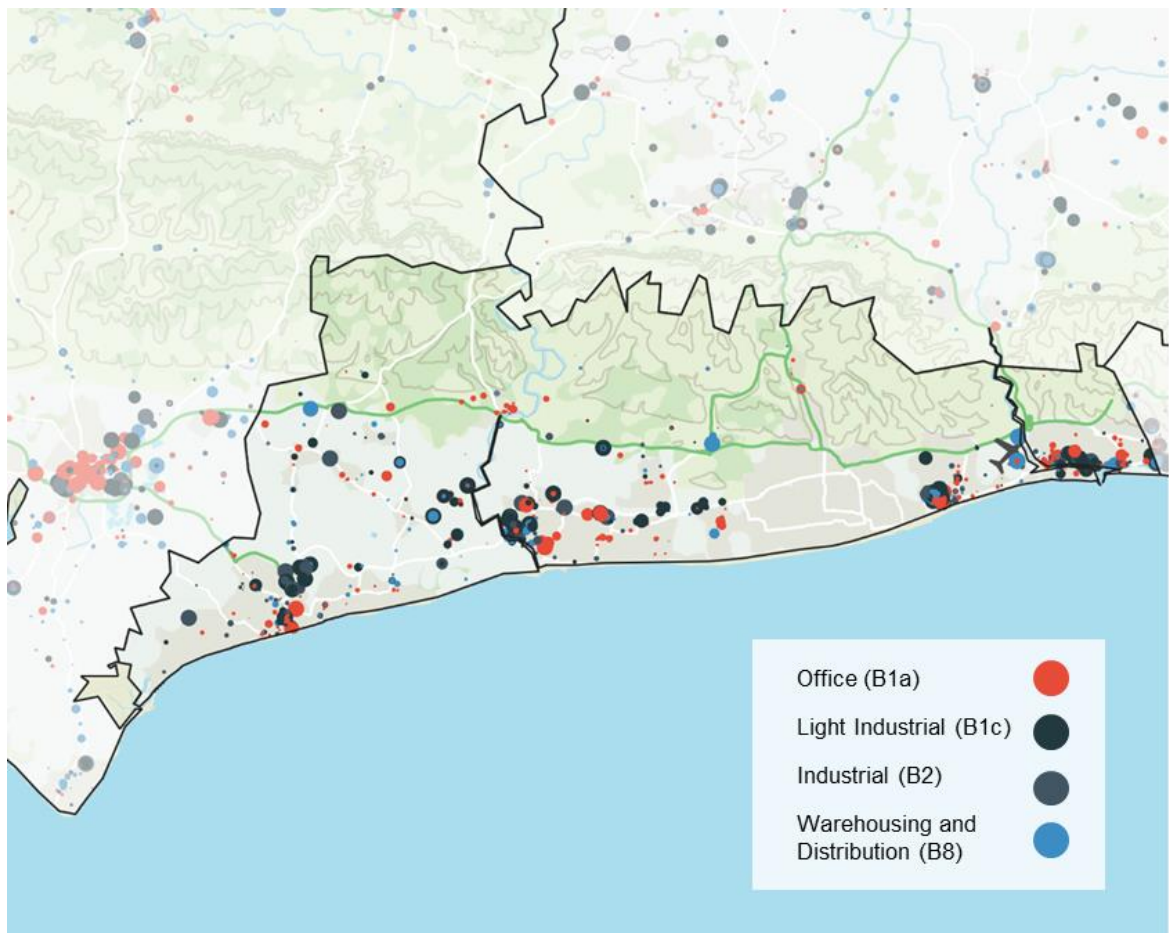 Office (B1a)
Light Industrial (B1c)
Industrial (B2)
Warehousing and
Distribution (B8)